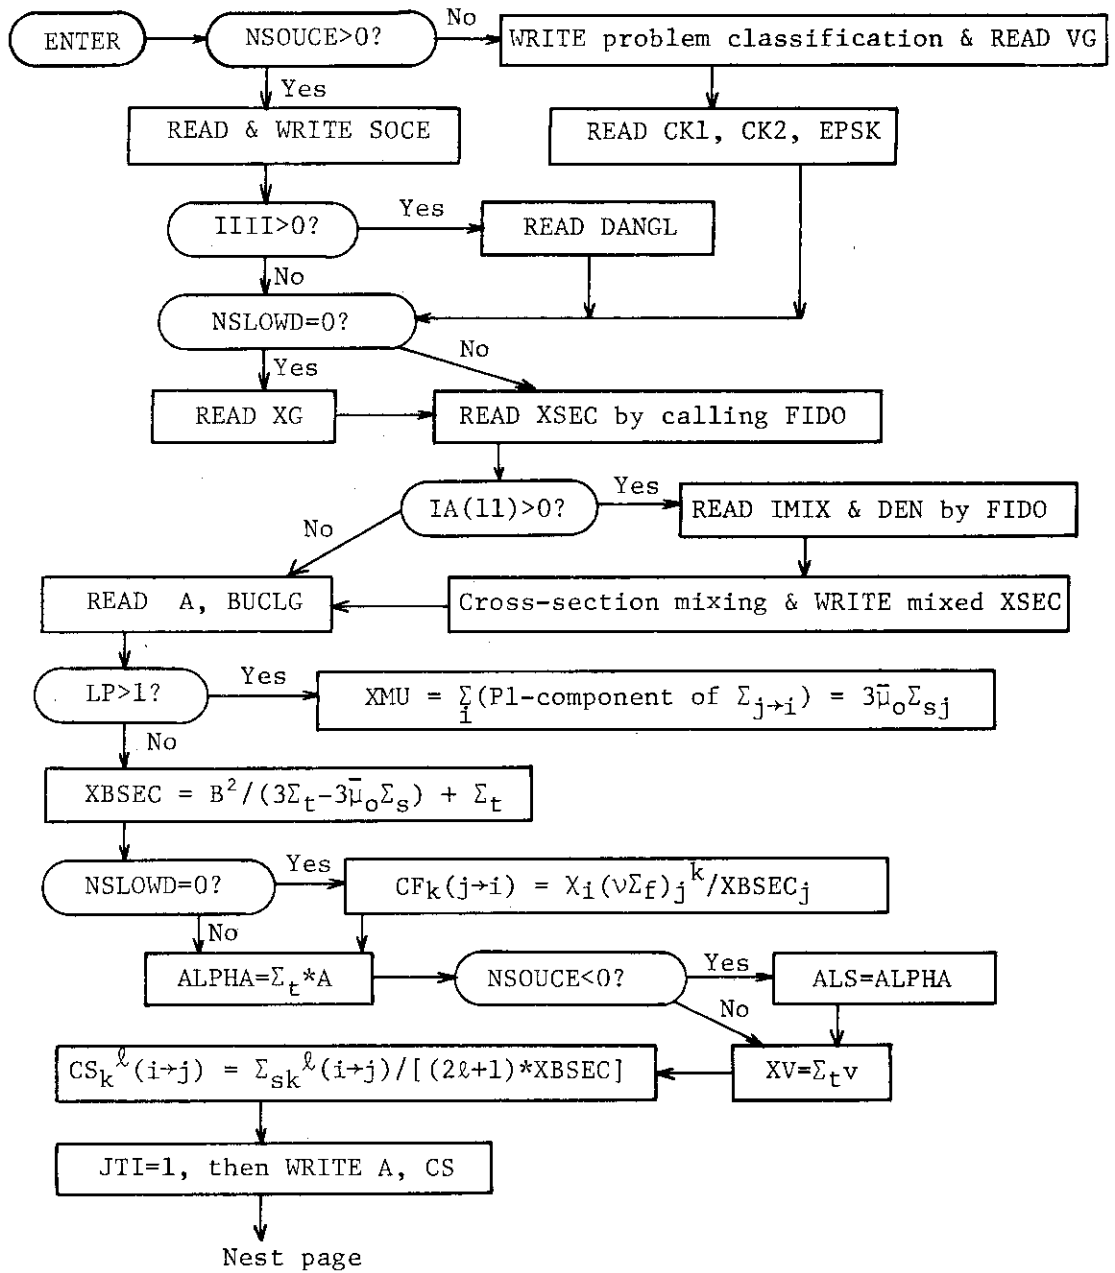 ENTER
NSOUCE>0?
No
WRITE problem classification & READ VG
Yes
READ & WRITE SOCE
READ CK1, CK2, EPSK
IIII>0?
Yes
READ DANGL
No
NSLOWD=0?
No
Yes
READ XG
READ XSEC by calling FIDO
IA(11)>0?
Yes
READ IMIX & DEN by FIDO
No
READ A, BUCLG
Cross-section mixing & WRITE mixed XSEC
LP>1?
Yes
XMU = Σ_i(P1-component of Σ_{j→i}) = 3μ̄_oΣ_{sj}
No
XBSEC = B²/(3Σ_t-3μ̄_oΣ_s) + Σ_t
NSLOWD=0?
Yes
CF_k(j→i) = χ_i(νΣ_f)_j^k/XBSEC_j
No
ALPHA=Σ_t*A
NSOUCE<0?
Yes
ALS=ALPHA
No
CS_k^ℓ(i→j) = Σ_{sk}^ℓ(i→j)/[(2ℓ+1)*XBSEC]
XV=Σ_tv
JTI=1, then WRITE A, CS
Nest page